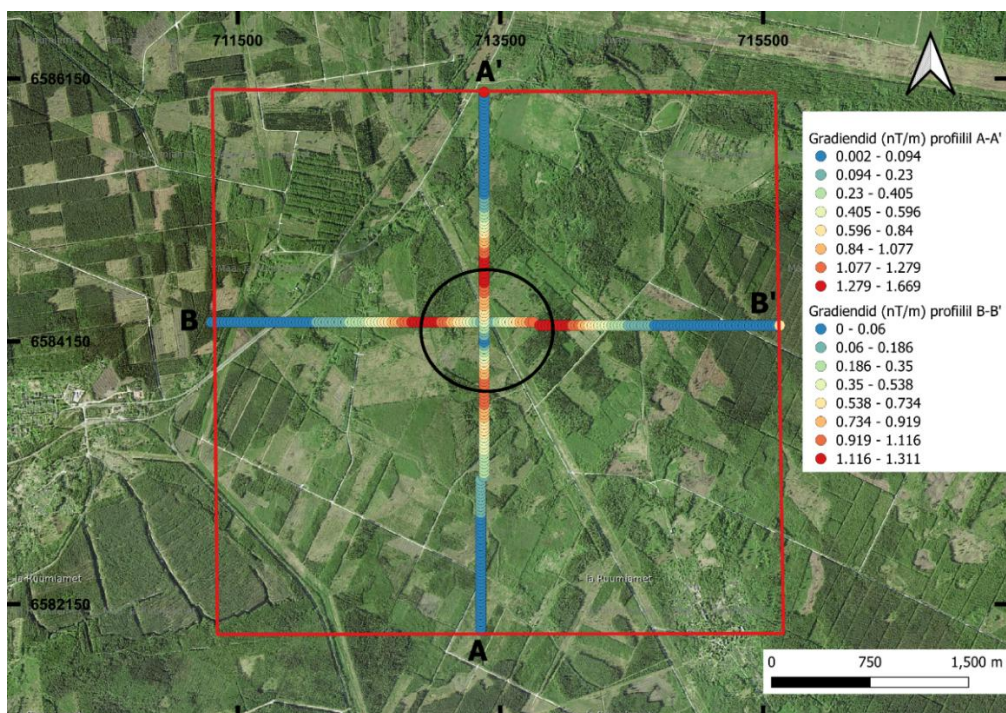 711500
713500
715500
A'
6586150
Gradiendid (nT/m) profiilil A-A'
0.002 - 0.094
0.094 - 0.23
0.23 - 0.405
0.405 - 0.596
0.596 - 0.84
0.84 - 1.077
1.077 - 1.279
1.279 - 1.669
Gradiendid (nT/m) profiilil B-B'
0 - 0.06
0.06 - 0.186
0.186 - 0.35
0.35 - 0.538
0.538 - 0.734
0.734 - 0.919
0.919 - 1.116
1.116 - 1.311
B
B'
6584150
ja Ruumiamet
ja Ruumiamet
6582150
A
0
750
1,500 m